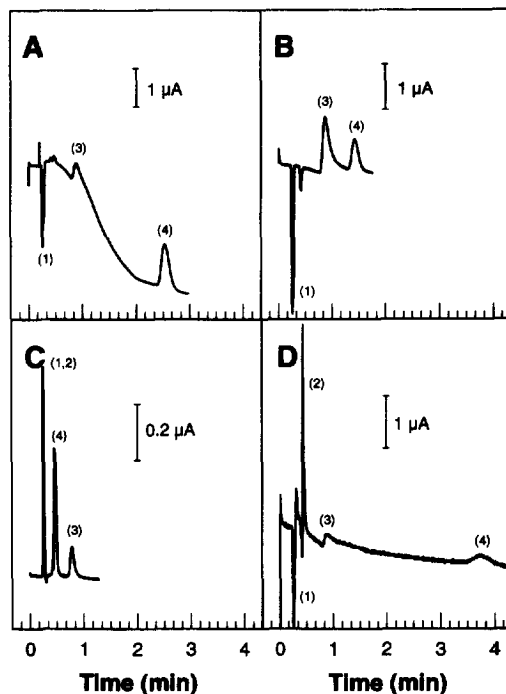 A
1 μA
(3)
(4)
(1)
B
1 μA
(3)
(4)
(1)
C
(1,2)
0.2 μA
(4)
(3)
D
(2)
1 μA
(3)
(4)
(1)
0 1 2 3 4
0 1 2 3 4
Time (min)
Time (min)